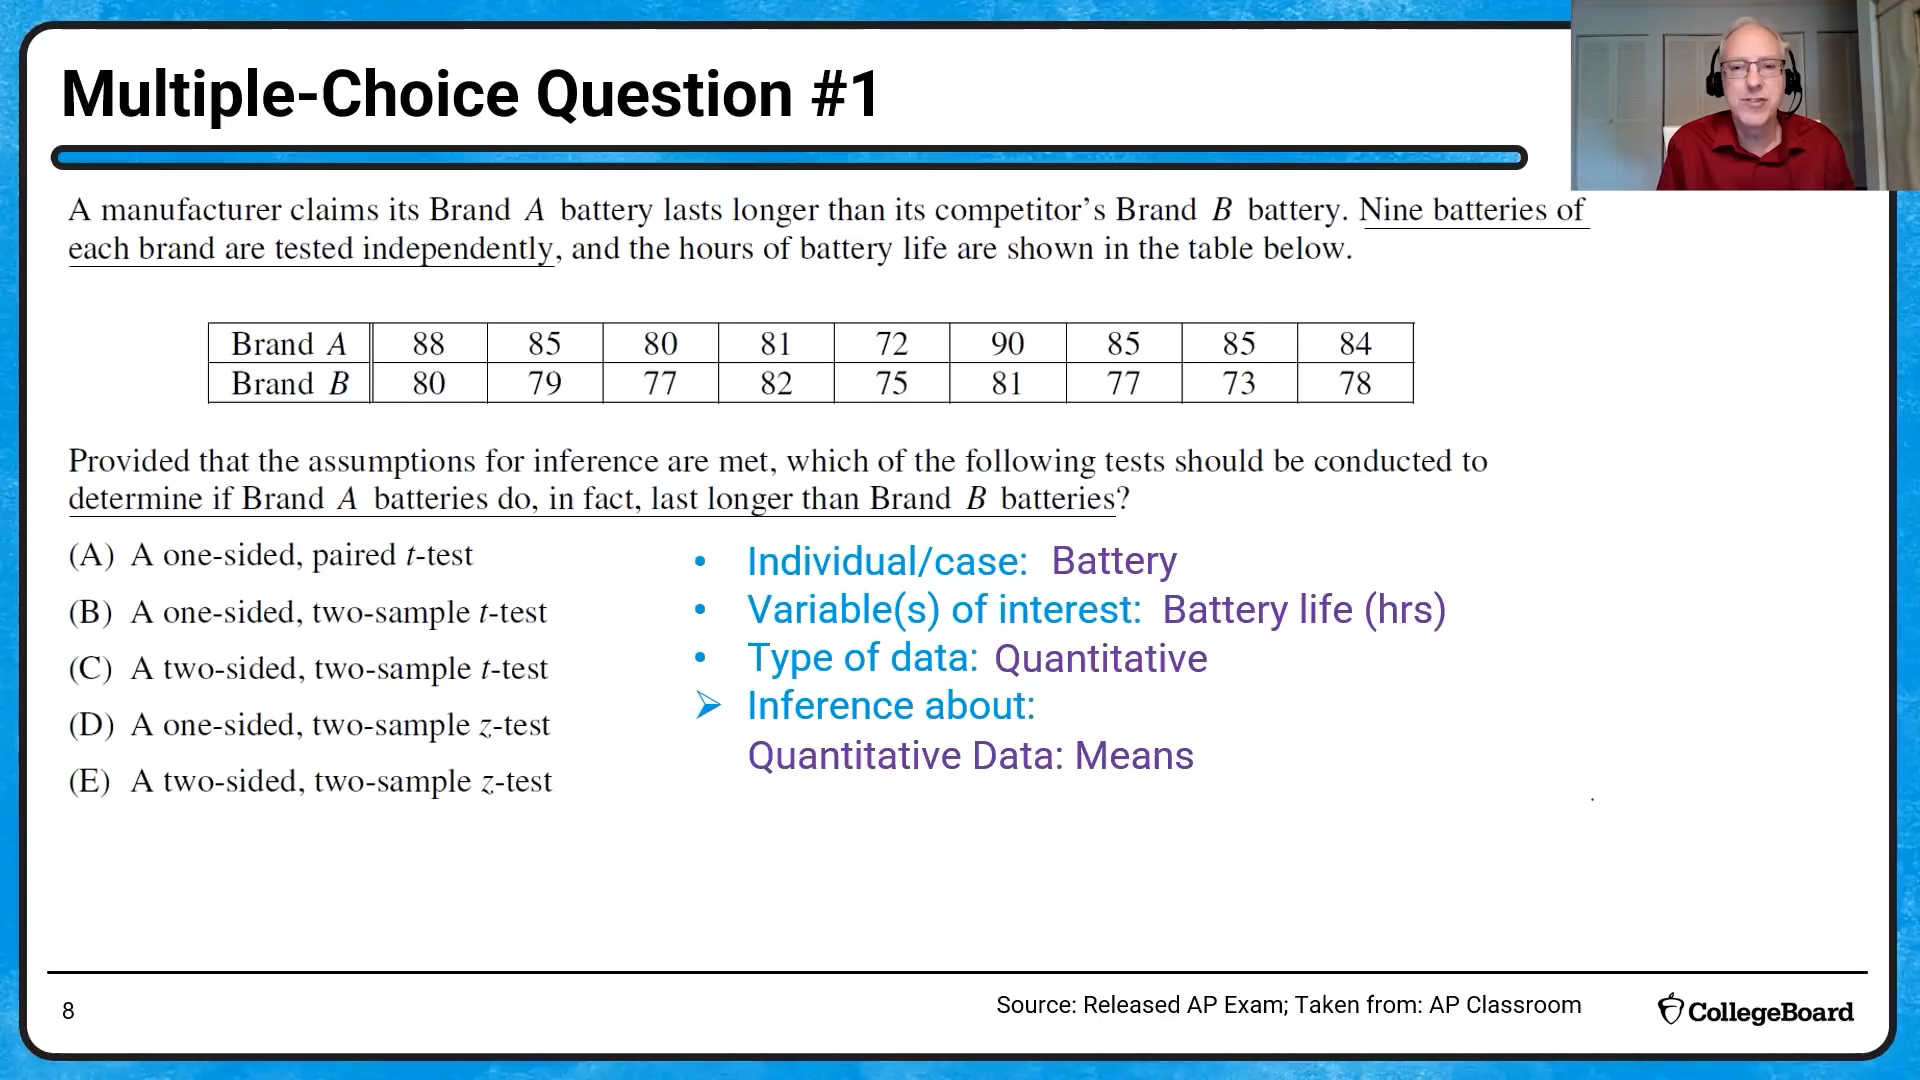 Multiple-Choice Question #1
A manufacturer claims its Brand A battery lasts longer than its competitor's Brand B battery. Nine batteries of
each brand are tested independently, and the hours of battery life are shown in the table below.
Brand A 88 85 80 81 72 90 85 85 84
Brand B 80 79 77 82 75 81 77 73 78
Provided that the assumptions for inference are met, which of the following tests should be conducted to
determine if Brand A batteries do, in fact, last longer than Brand B batteries?
(A) A one-sided, paired t-test
(B) A one-sided, two-sample t-test
(C) A two-sided, two-sample t-test
(D) A one-sided, two-sample z-test
(E) A two-sided, two-sample z-test
• Individual/case: Battery
• Variable(s) of interest: Battery life (hrs)
• Type of data: Quantitative
➢ Inference about:
Quantitative Data: Means
8
Source: Released AP Exam; Taken from: AP Classroom
CollegeBoard